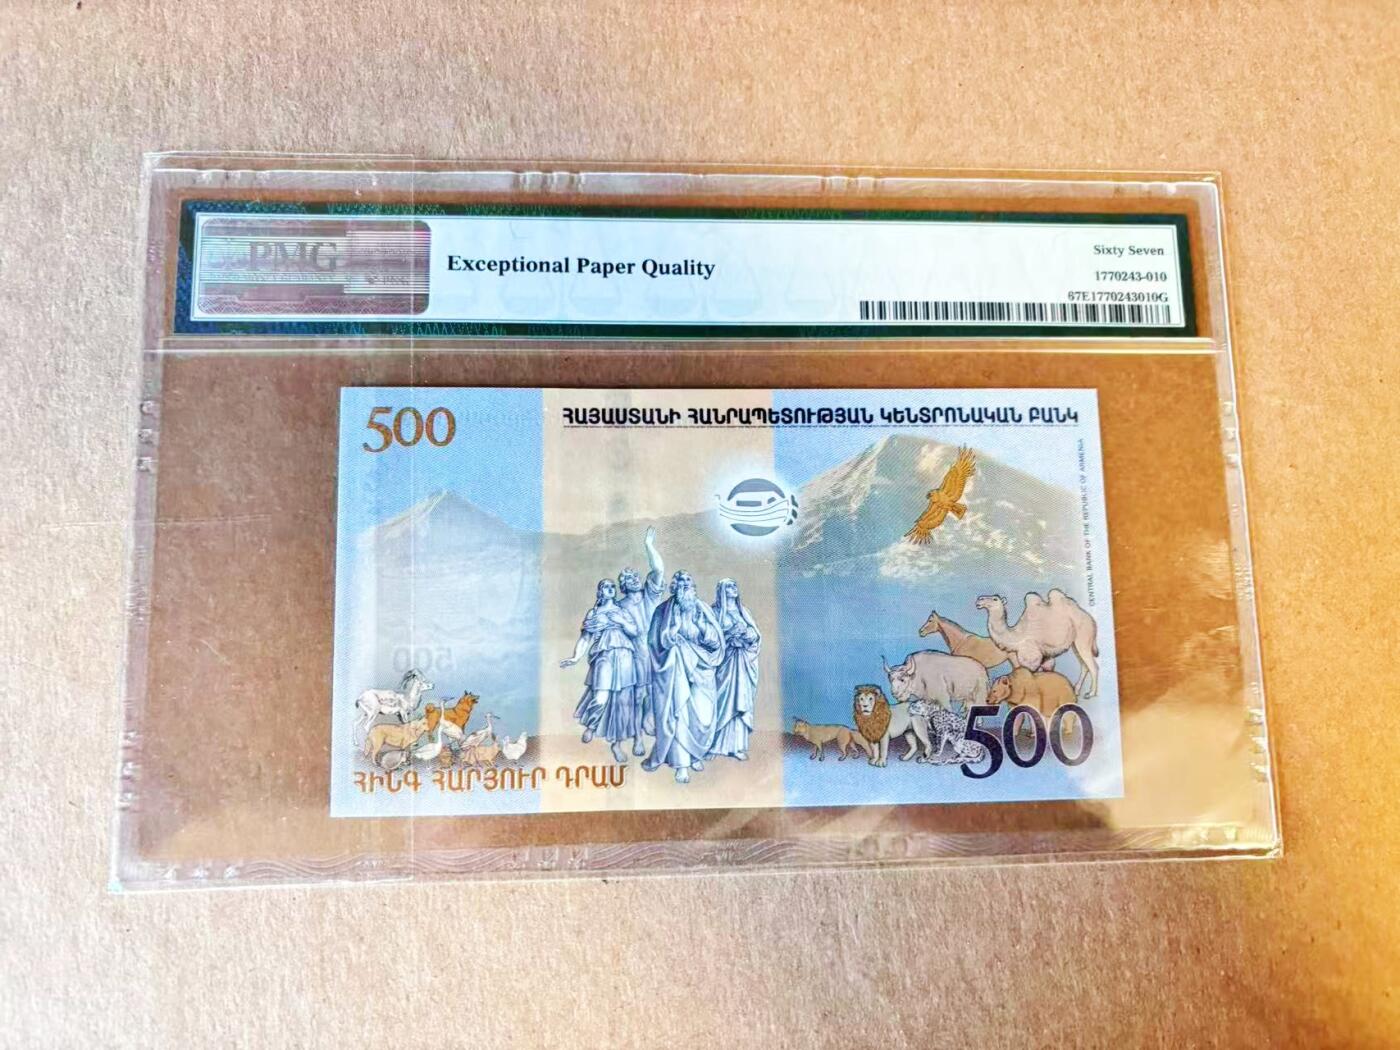 PMG
Exceptional Paper Quality
Sixty Seven
1770243-010
67E1770243010G
500
ՀԱՅԱՍՏԱՆԻ ՀԱՆՐԱՊԵՏՈՒԹՅԱՆ ԿԵՆՏՐՈՆԱԿԱՆ ԲԱՆԿ
CENTRAL BANK OF THE REPUBLIC OF ARMENIA
500
500
ՀԻՆԳ ՀԱՐՅՈՒՐ ԴՐԱՄ